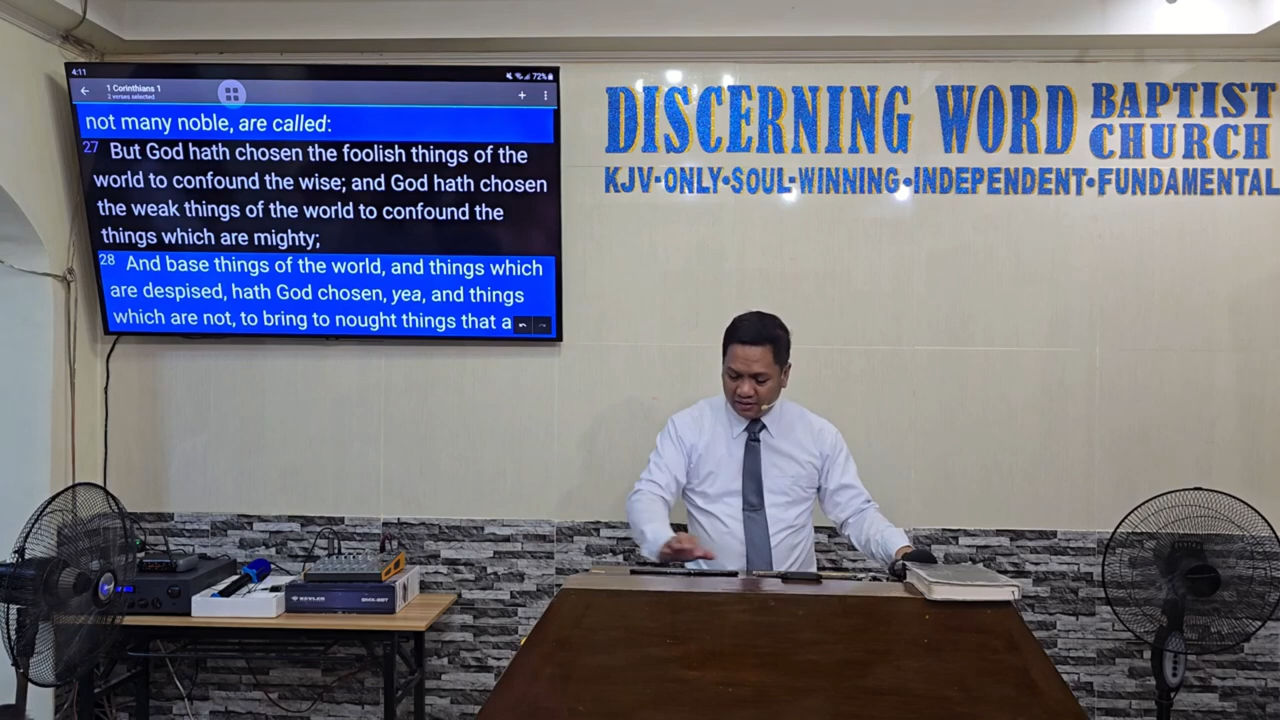 4:11
72%
1 Corinthians 1
2 verses selected
not many noble, are called:
27 But God hath chosen the foolish things of the
world to confound the wise; and God hath chosen
the weak things of the world to confound the
things which are mighty;
28 And base things of the world, and things which
are despised, hath God chosen, yea, and things
which are not, to bring to nought things that a
DISCERNING WORD BAPTIST
CHURCH
KJV-ONLY•SOUL-WINNING•INDEPENDENT•FUNDAMENTAL